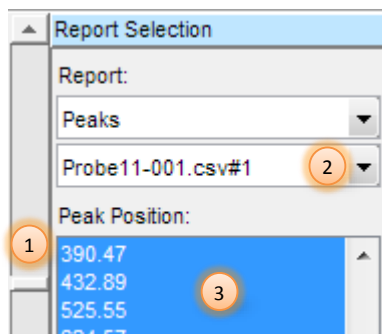 Report Selection
Report:
Peaks
Probe11-001.csv#1 2
Peak Position:
1
390.47
432.89
3
525.55